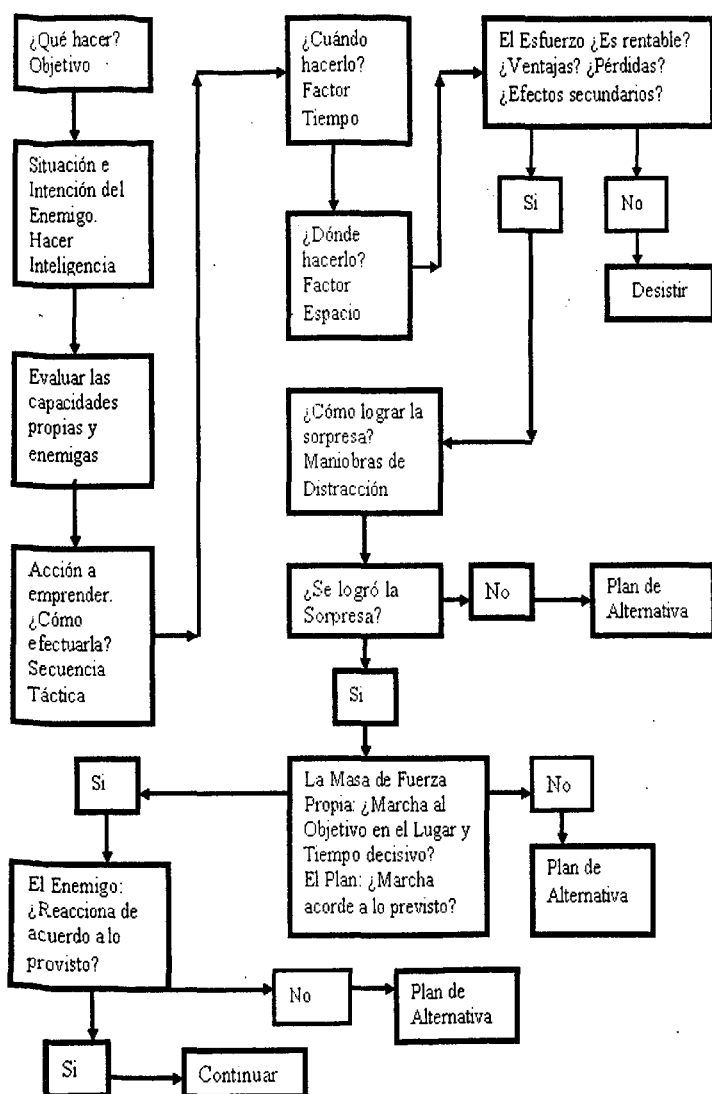 ¿Qué hacer?
Objetivo
Situación e
Intención del
Enemigo.
Hacer
Inteligencia
Evaluar las
capacidades
propias y
enemigas
Acción a
emprender.
¿Cómo
efectuarla?
Secuencia
Táctica
¿Cuándo
hacerlo?
Factor
Tiempo
¿Dónde
hacerlo?
Factor
Espacio
El Esfuerzo ¿Es rentable?
¿Ventajas? ¿Pérdidas?
¿Efectos secundarios?
Si
No
Desistir
¿Cómo lograr la
sorpresa?
Maniobras de
Distracción
¿Se logró la
Sorpresa?
No
Plan de
Alternativa
Si
La Masa de Fuerza
Propia: ¿Marcha al
Objetivo en el Lugar y
Tiempo decisivo?
El Plan: ¿Marcha
acorde a lo previsto?
No
Plan de
Alternativa
Si
El Enemigo:
¿Reacciona de
acuerdo a lo
provisto?
No
Plan de
Alternativa
Si
Continuar